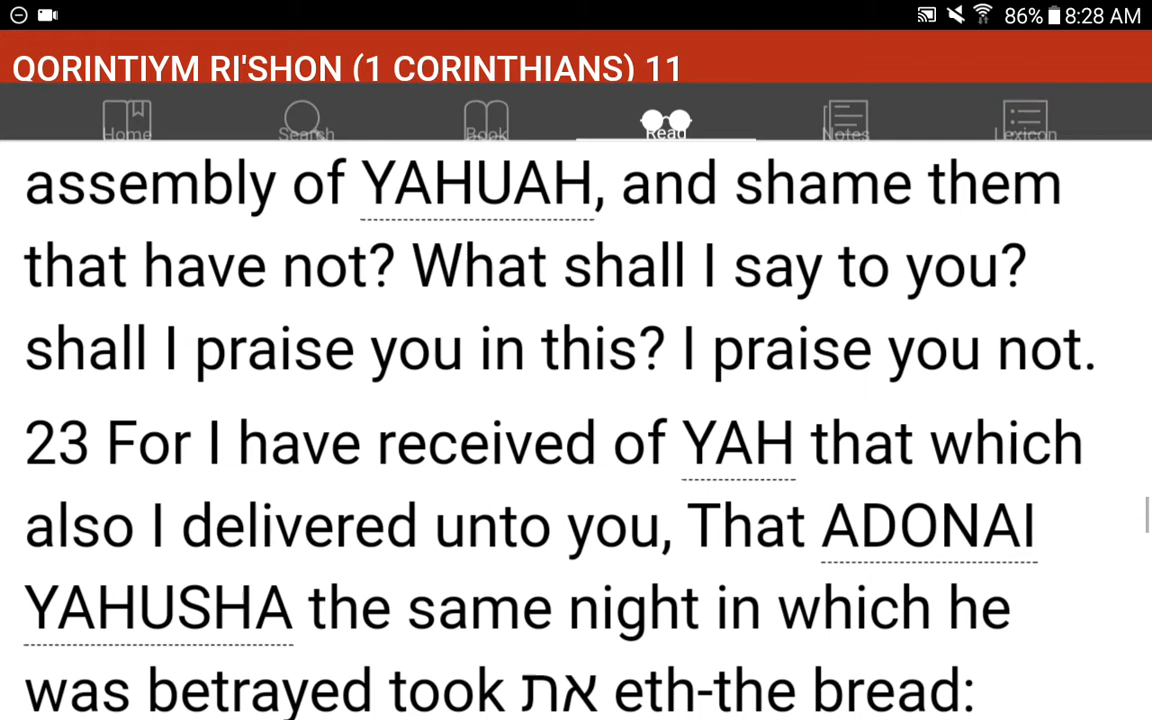 86% 8:28 AM
QORINTIYM RI'SHON (1 CORINTHIANS) 11
Home Search Book Read Notes Lexicon
assembly of YAHUAH, and shame them
that have not? What shall I say to you?
shall I praise you in this? I praise you not.
23 For I have received of YAH that which
also I delivered unto you, That ADONAI
YAHUSHA the same night in which he
was betrayed took את eth-the bread: